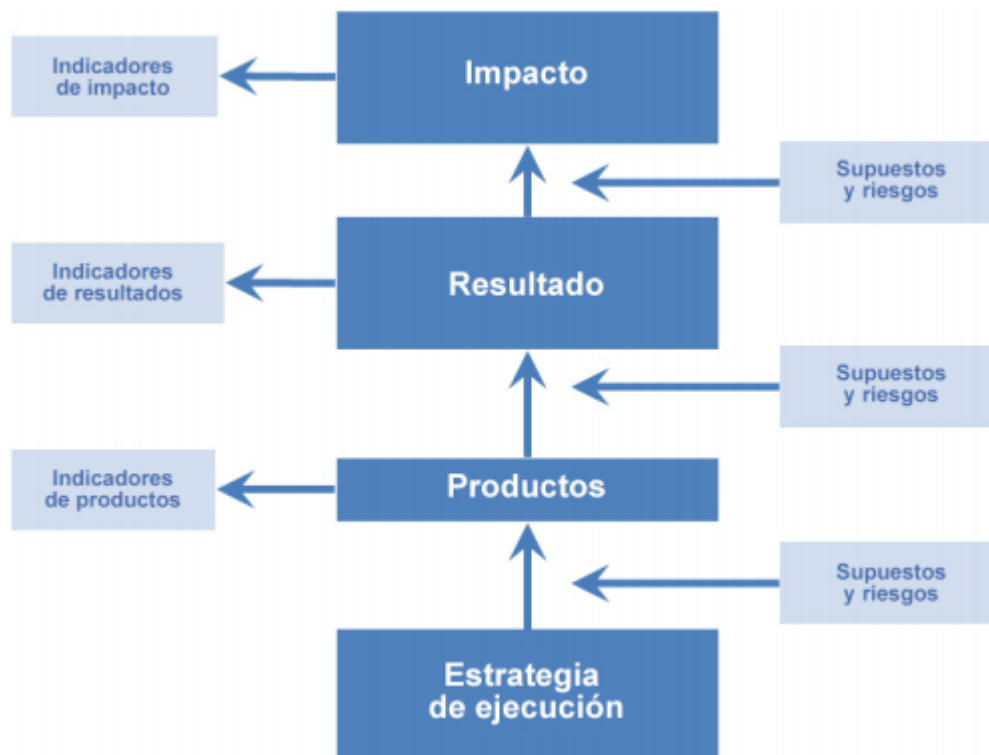 Indicadores
de impacto
Impacto
Supuestos
y riesgos
Indicadores
de resultados
Resultado
Supuestos
y riesgos
Indicadores
de productos
Productos
Supuestos
y riesgos
Estrategia
de ejecución